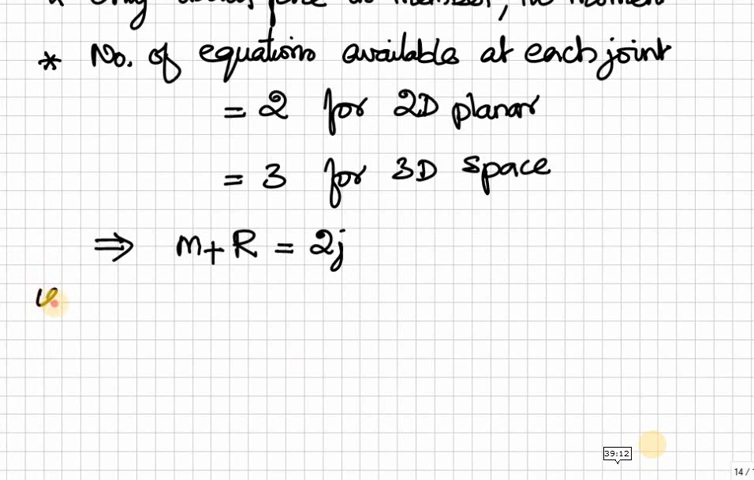 * No. of equations available at each joint
= 2 for 2D planar
= 3 for 3D space
⇒ m+R = 2j
39:12
14 /